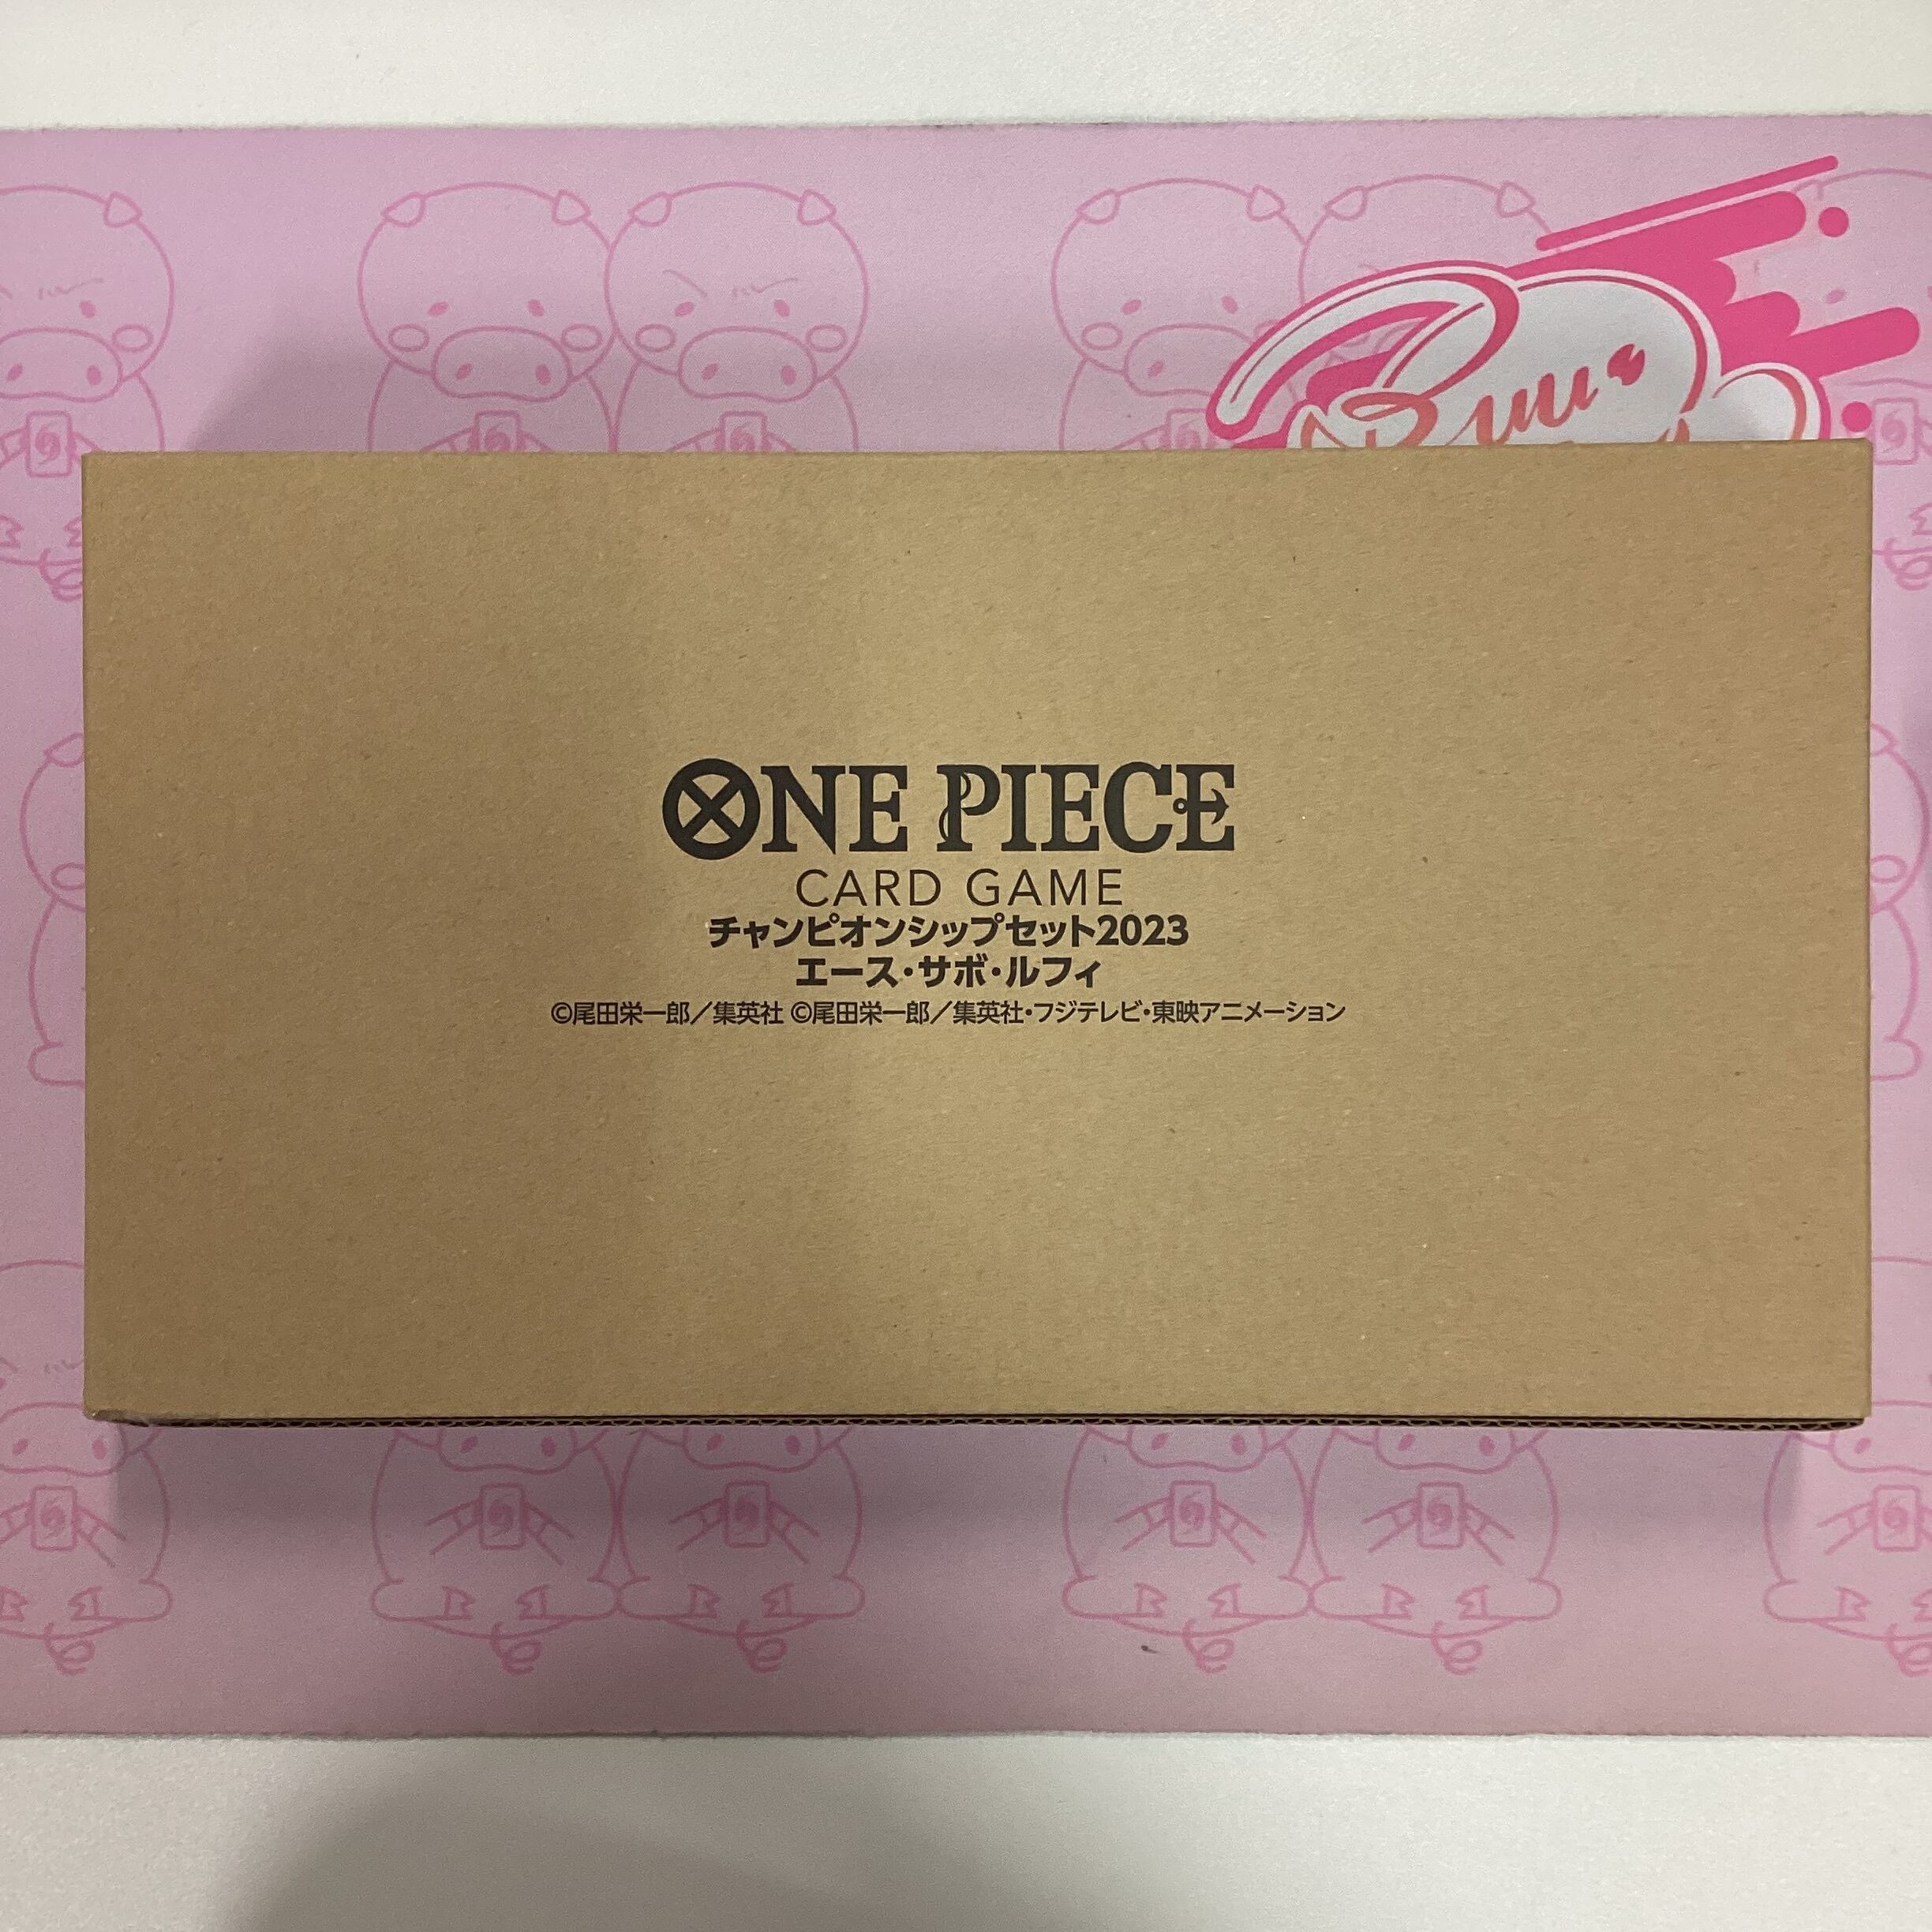 ONE PIECE
CARD GAME
チャンピオンシップセット2023
エース・サボ・ルフィ
©尾田栄一郎／集英社 ©尾田栄一郎／集英社・フジテレビ・東映アニメーション